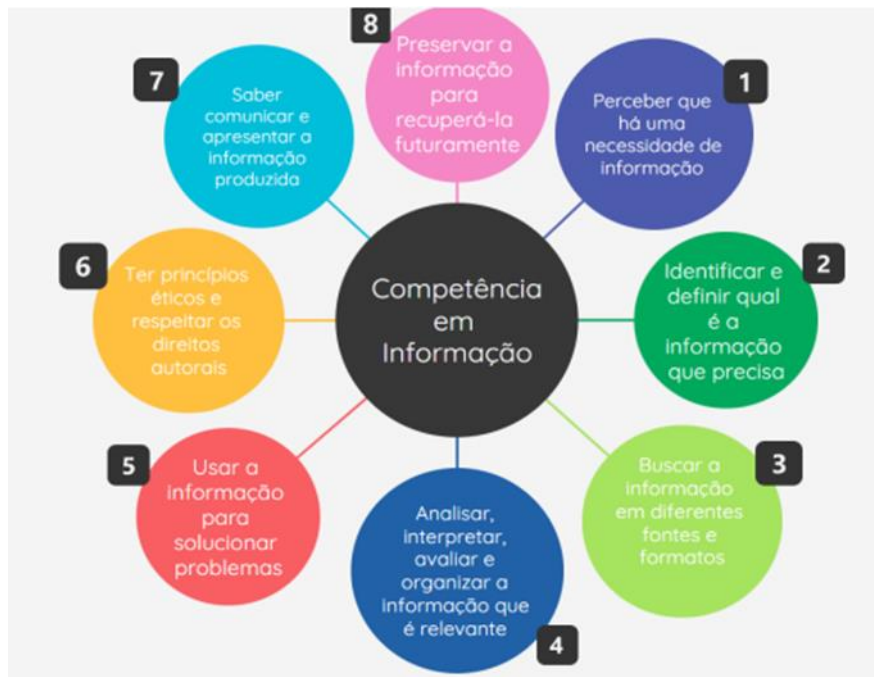 Competência
em
Informação
1
Perceber que
há uma
necessidade de
informação
2
Identificar e
definir qual
é a
informação
que precisa
3
Buscar a
informação
em diferentes
fontes e
formatos
4
Analisar,
interpretar,
avaliar e
organizar a
informação que
é relevante
5
Usar a
informação
para
solucionar
problemas
6
Ter princípios
éticos e
respeitar os
direitos
autorais
7
Saber
comunicar e
apresentar a
informação
produzida
8
Preservar a
informação
para
recuperá-la
futuramente